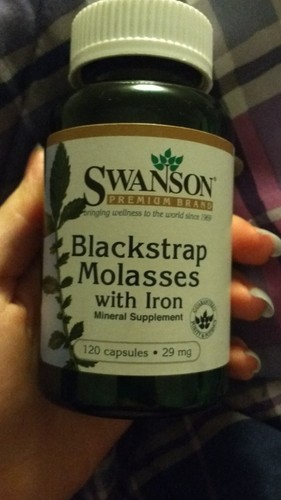 SWANSON®
PREMIUM BRAND
bringing wellness to the world since 1969
Blackstrap
Molasses
with Iron
Mineral Supplement
120 capsules • 29 mg